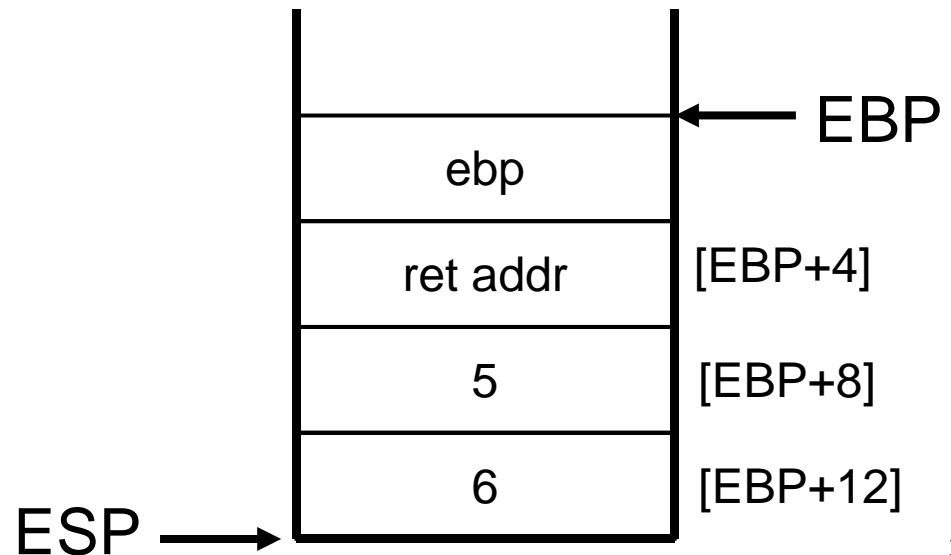 EBP
ebp
ret addr [EBP+4]
5 [EBP+8]
6 [EBP+12]
ESP